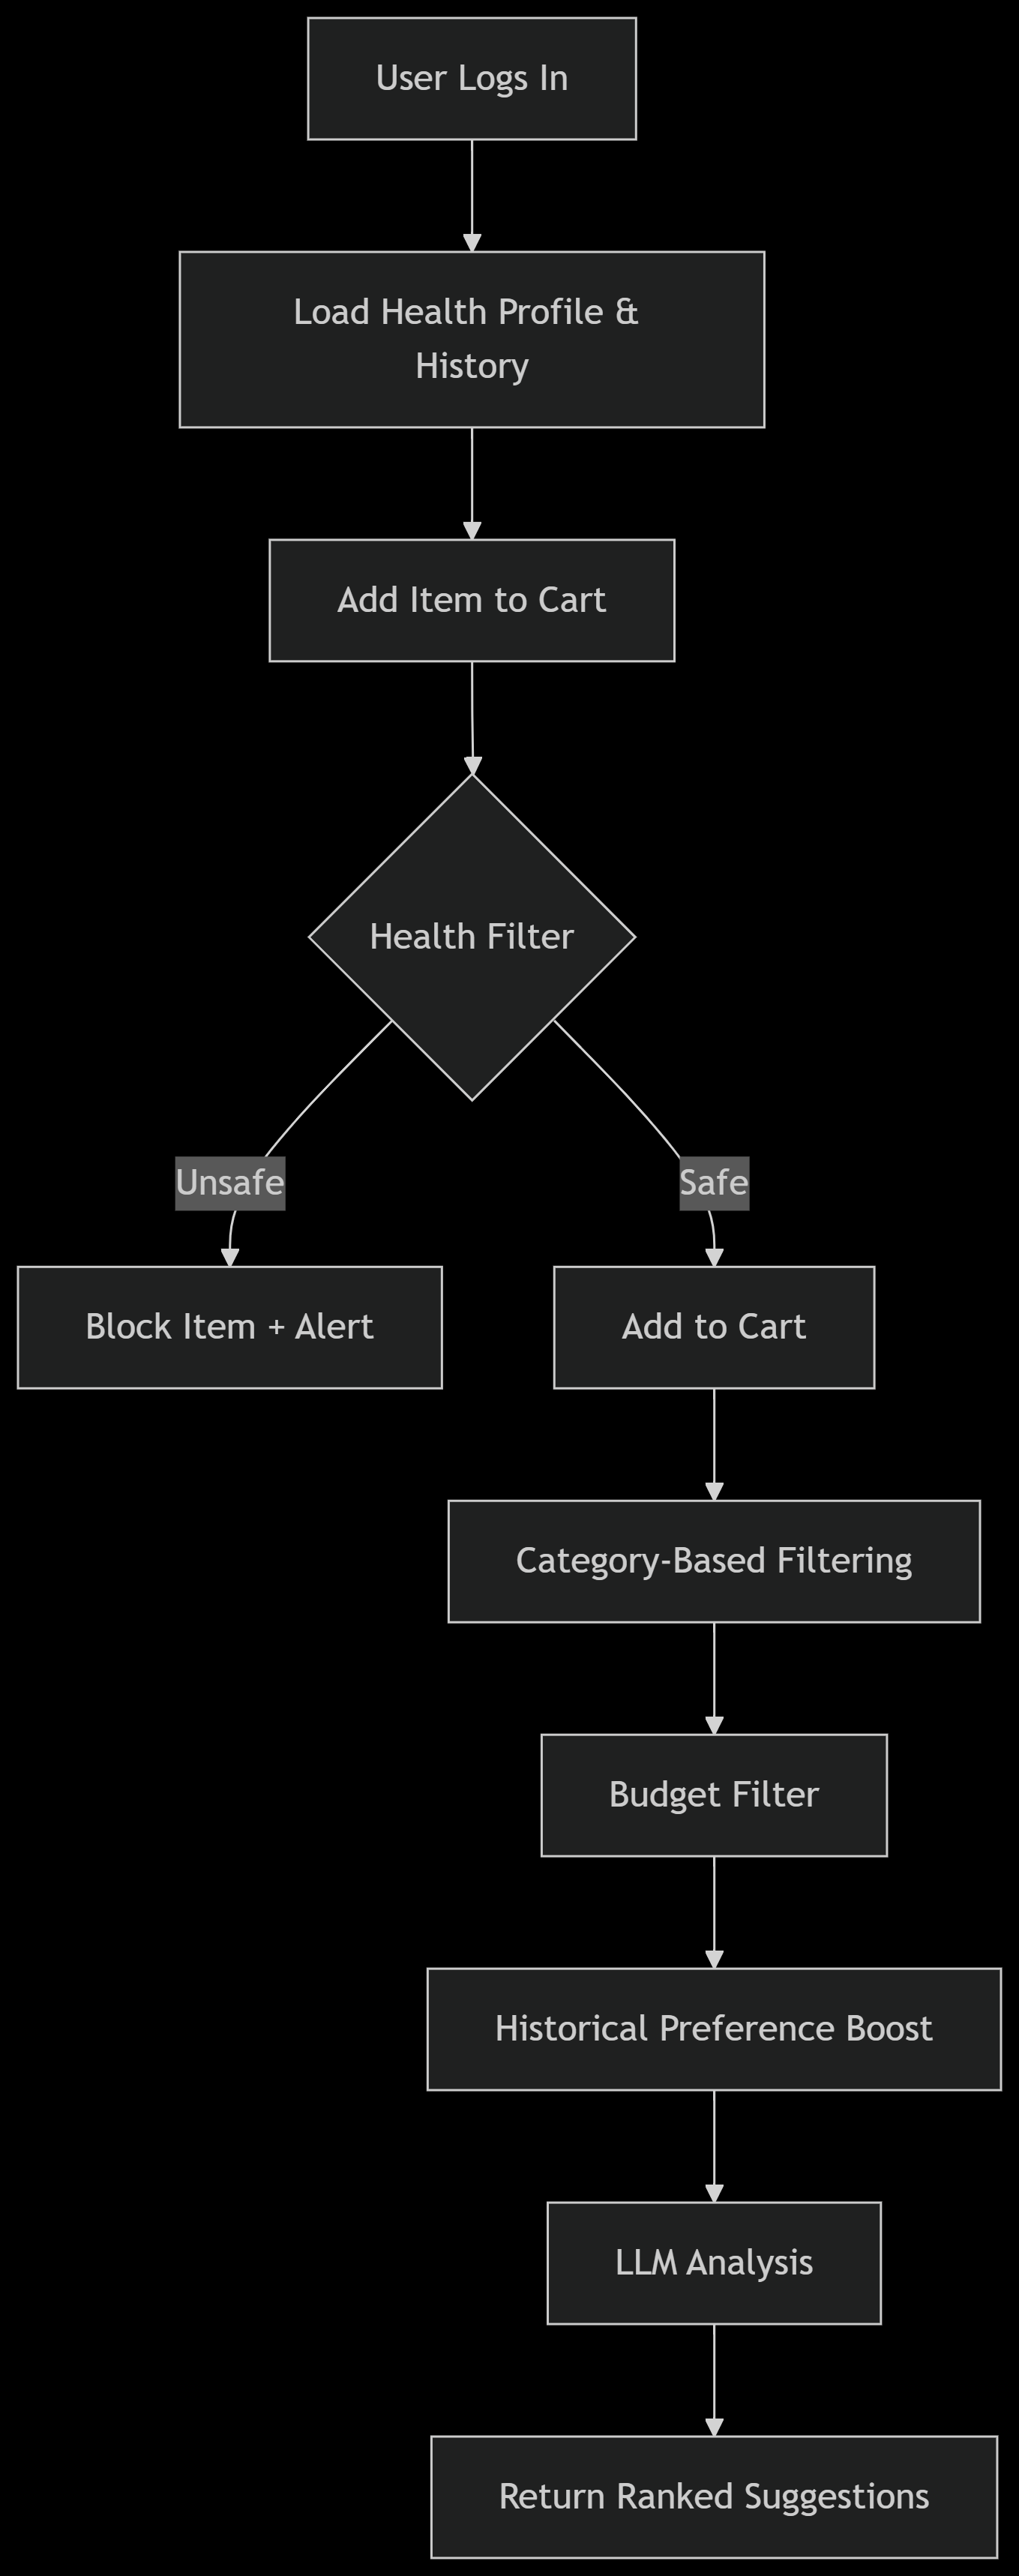 User Logs In
Load Health Profile &
History
Add Item to Cart
Health Filter
Unsafe
Safe
Block Item + Alert
Add to Cart
Category-Based Filtering
Budget Filter
Historical Preference Boost
LLM Analysis
Return Ranked Suggestions